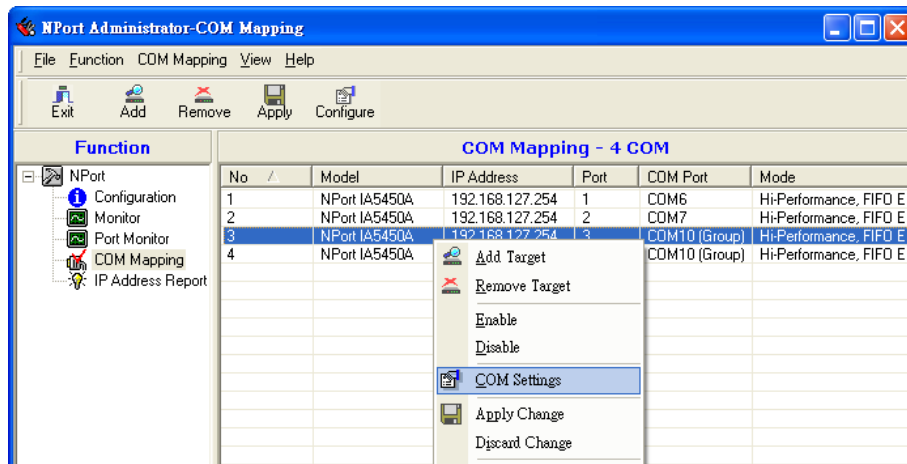 NPort Administrator-COM Mapping
File Function COM Mapping View Help
Exit Add Remove Apply Configure
Function
COM Mapping - 4 COM
NPort
Configuration
Monitor
Port Monitor
COM Mapping
IP Address Report
No Model IP Address Port COM Port Mode
1 NPort IA5450A 192.168.127.254 1 COM6 Hi-Performance, FIFO E
2 NPort IA5450A 192.168.127.254 2 COM7 Hi-Performance, FIFO E
3 NPort IA5450A 192.168.127.254 3 COM10 (Group) Hi-Performance, FIFO E
4 NPort IA5450A COM10 (Group) Hi-Performance, FIFO E
Add Target
Remove Target
Enable
Disable
COM Settings
Apply Change
Discard Change